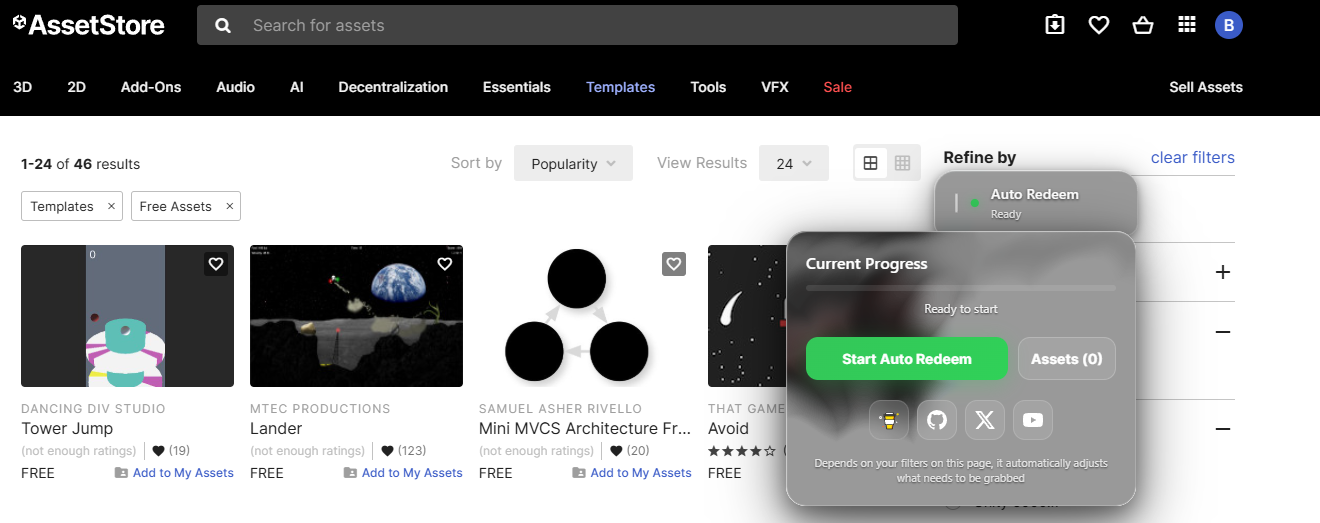 AssetStore
Search for assets
B
3D 2D Add-Ons Audio AI Decentralization Essentials Templates Tools VFX Sale Sell Assets
1-24 of 46 results
Sort by Popularity View Results 24
Refine by clear filters
Templates × Free Assets ×
Auto Redeem
Ready
Current Progress
Ready to start
Start Auto Redeem Assets (0)
Depends on your filters on this page, it automatically adjusts
what needs to be grabbed
0
DANCING DIV STUDIO
Tower Jump
(not enough ratings) (19)
FREE Add to My Assets
MTEC PRODUCTIONS
Lander
(not enough ratings) (123)
FREE Add to My Assets
SAMUEL ASHER RIVELLO
Mini MVCS Architecture Fr...
(not enough ratings) (20)
FREE Add to My Assets
THAT GAME
Avoid
FREE